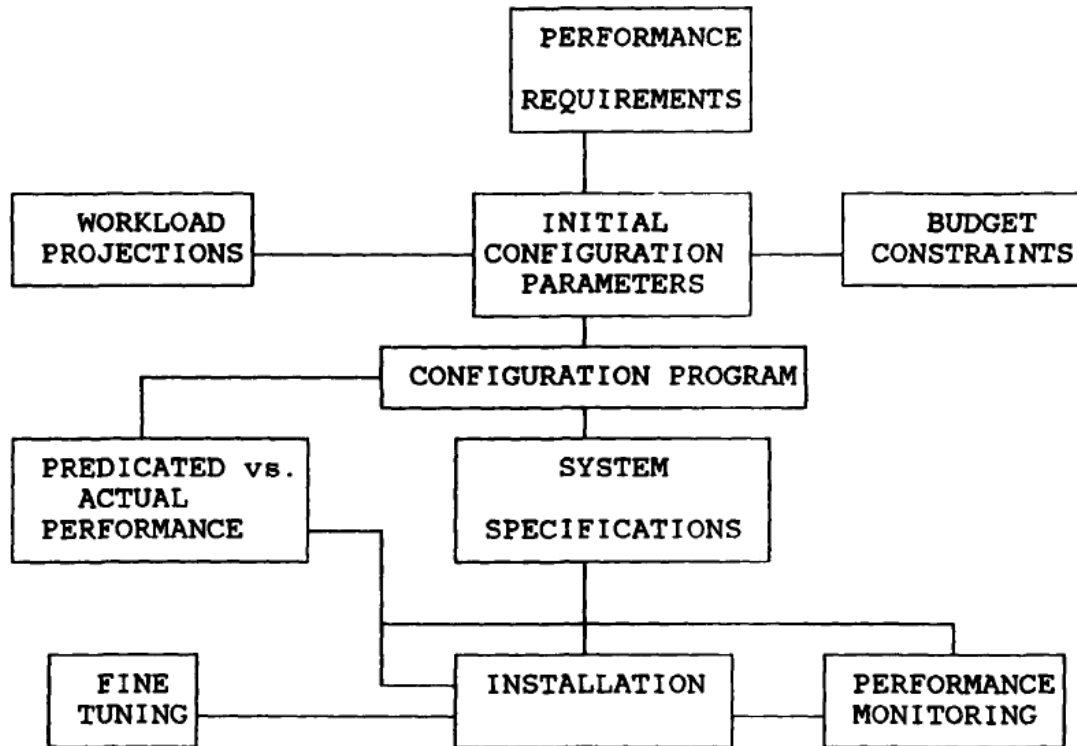 PERFORMANCE
REQUIREMENTS
WORKLOAD
PROJECTIONS
INITIAL
CONFIGURATION
PARAMETERS
BUDGET
CONSTRAINTS
CONFIGURATION PROGRAM
PREDICATED vs.
ACTUAL
PERFORMANCE
SYSTEM
SPECIFICATIONS
FINE
TUNING
INSTALLATION
PERFORMANCE
MONITORING